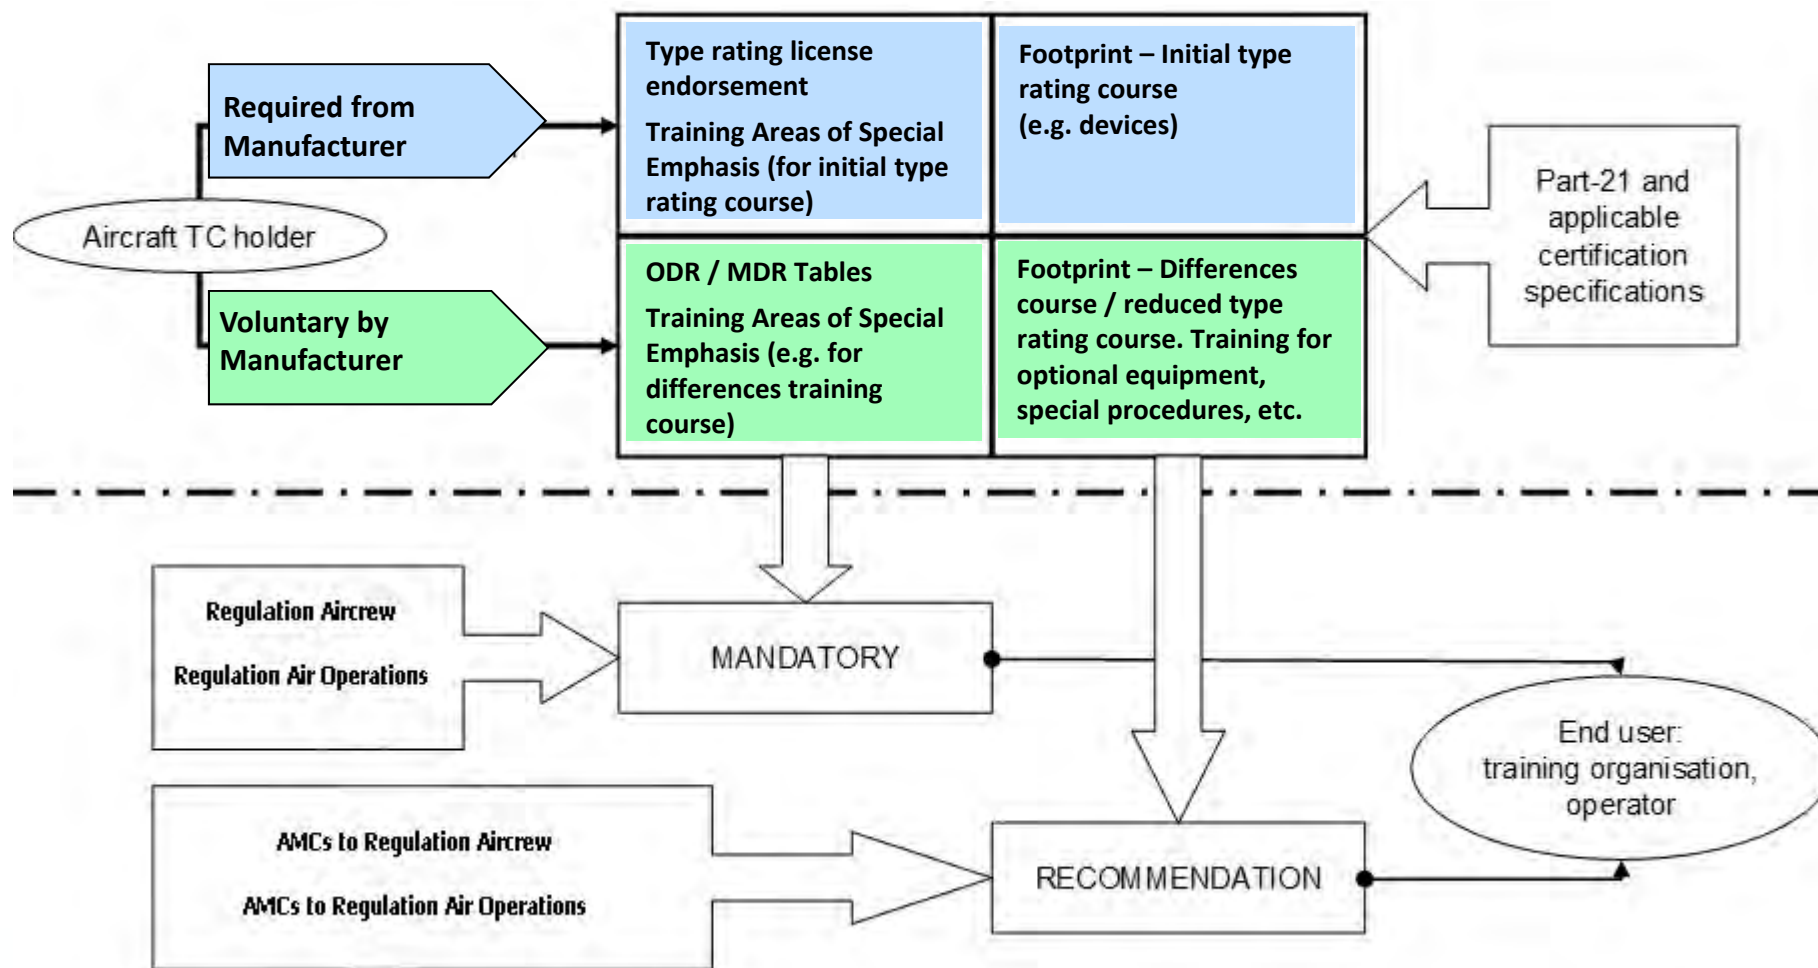 Required from
Manufacturer
Aircraft TC holder
Voluntary by
Manufacturer
Type rating license
endorsement
Training Areas of Special
Emphasis (for initial type
rating course)
Footprint – Initial type
rating course
(e.g. devices)
ODR / MDR Tables
Training Areas of Special
Emphasis (e.g. for
differences training
course)
Footprint – Differences
course / reduced type
rating course. Training for
optional equipment,
special procedures, etc.
Part-21 and
applicable
certification
specifications
Regulation Aircrew
Regulation Air Operations
MANDATORY
AMCs to Regulation Aircrew
AMCs to Regulation Air Operations
RECOMMENDATION
End user:
training organisation,
operator